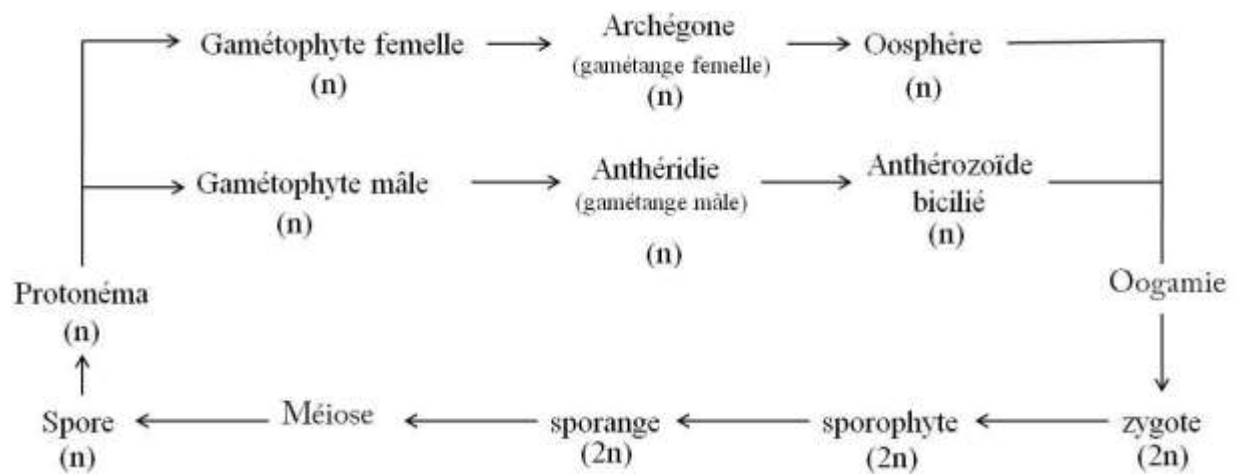 Gamétophyte femelle
(n)
Archégone
(gamétange femelle)
(n)
Oosphère
(n)
Gamétophyte mâle
(n)
Anthéridie
(gamétange mâle)
(n)
Anthérozoïde
bicilié
(n)
Protonéma
(n)
Oogamie
Spore
(n)
Méiose
sporange
(2n)
sporophyte
(2n)
zygote
(2n)